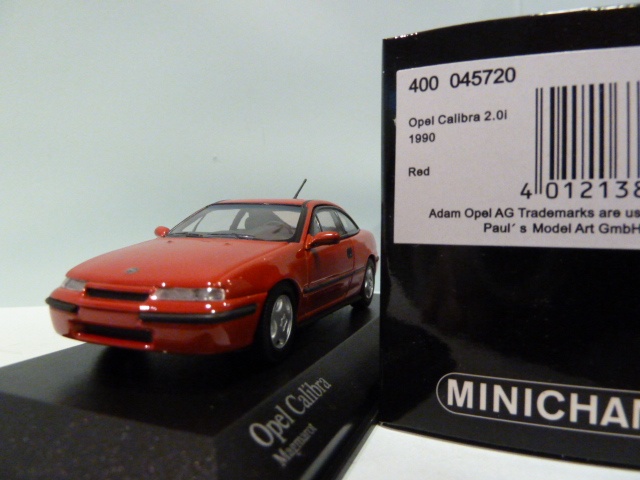 400 045720
Opel Calibra 2.0i
1990
Red
4 012138
Adam Opel AG Trademarks are us
Paul´s Model Art GmbH
MINICHAM
Opel Calibra
Magmarot